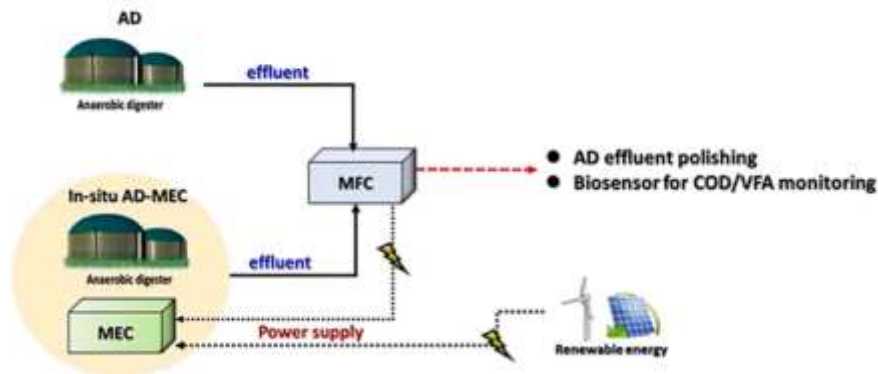 AD
Anaerobic digester
effluent
MFC
● AD effluent polishing
● Biosensor for COD/VFA monitoring
In-situ AD-MEC
Anaerobic digester
effluent
MEC
Power supply
Renewable energy